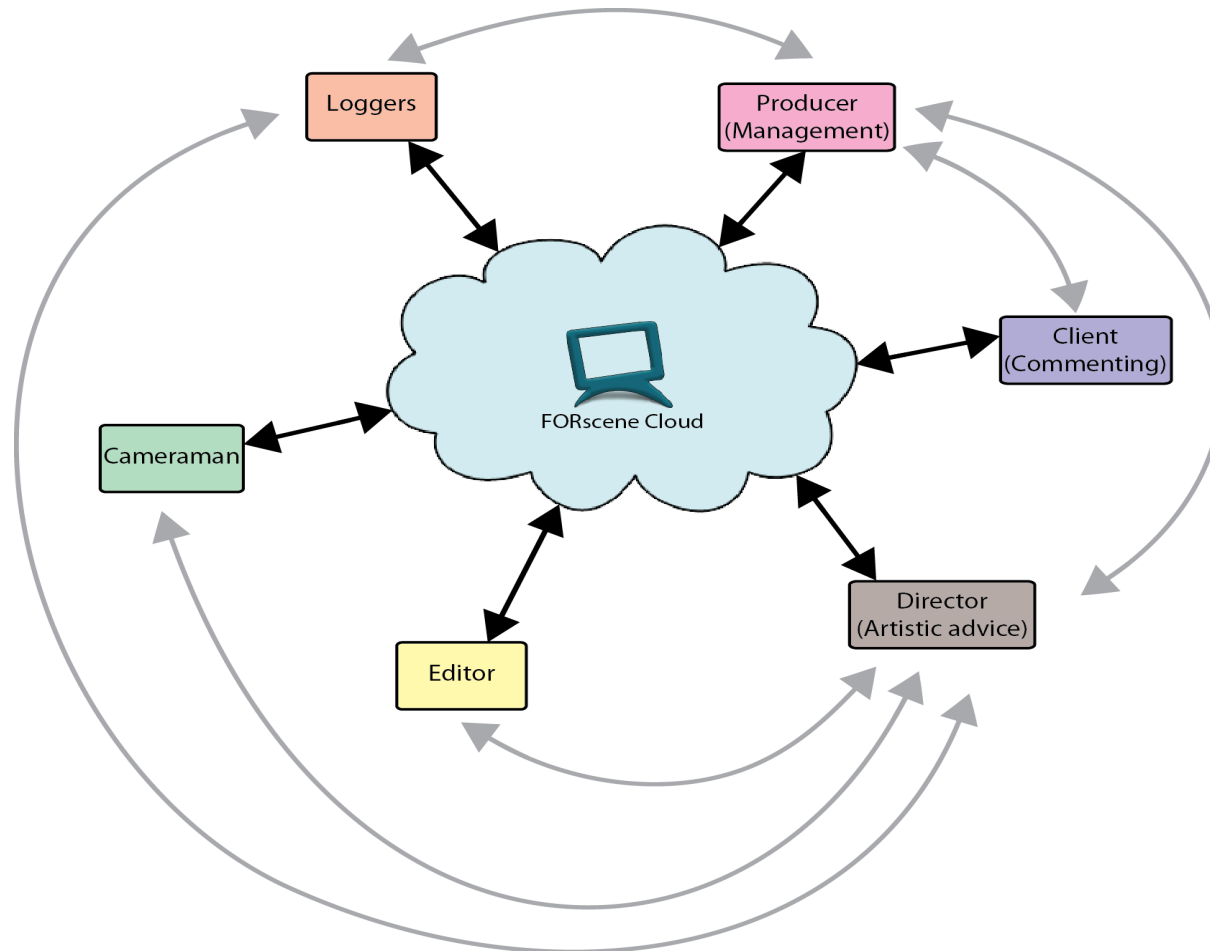 Loggers
Producer
(Management)
Client
(Commenting)
FORscene Cloud
Cameraman
Director
(Artistic advice)
Editor